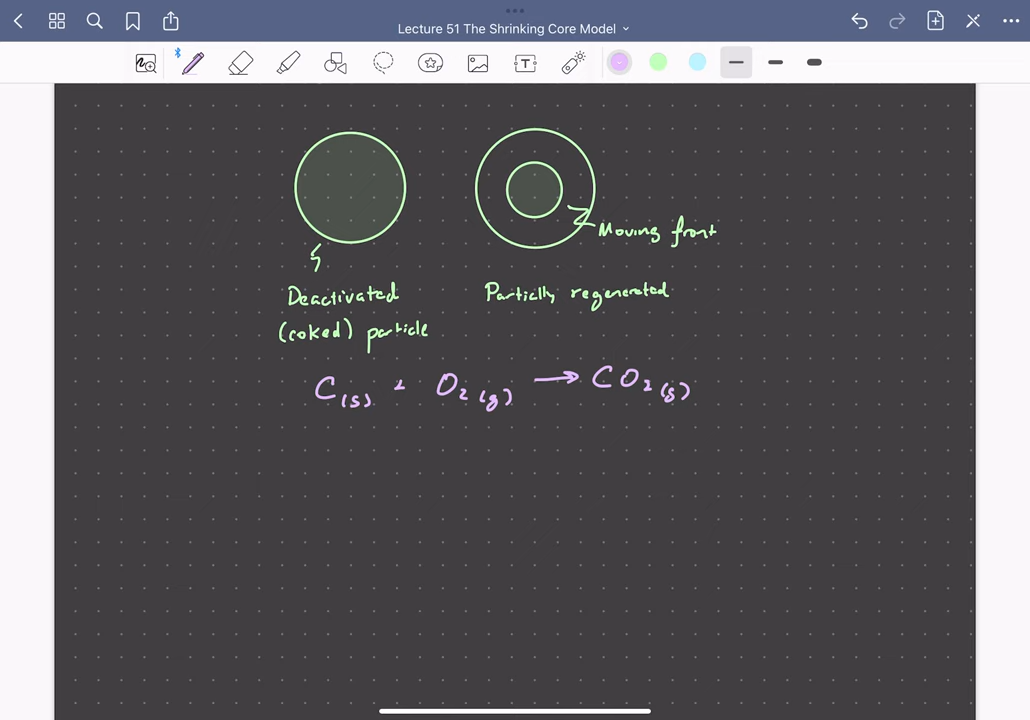 Lecture 51 The Shrinking Core Model
Moving front
Deactivated
(coked) particle
Partially regenerated
C(s) + O₂(g) → CO₂(g)